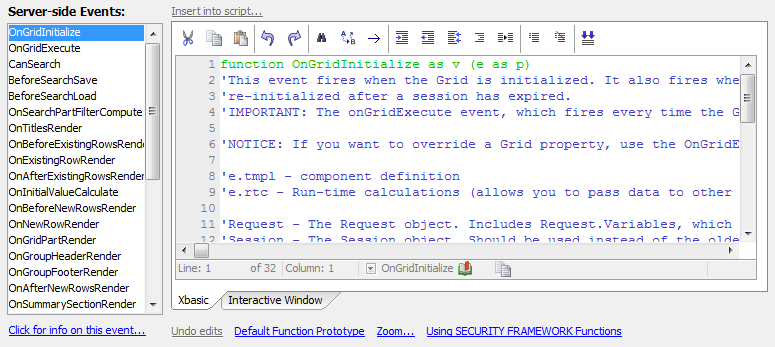 Server-side Events:
OnGridInitialize
OnGridExecute
CanSearch
BeforeSearchSave
BeforeSearchLoad
OnSearchPartFilterCompute
OnTitlesRender
OnBeforeExistingRowsRende
OnExistingRowRender
OnAfterExistingRowsRender
OnInitialValueCalculate
OnBeforeNewRowsRender
OnNewRowRender
OnGridPartRender
OnGroupHeaderRender
OnGroupFooterRender
OnAfterNewRowsRender
OnSummarySectionRender
Click for info on this event...
Insert into script...
1 function OnGridInitialize as v (e as p)
2 'This event fires when the Grid is initialized. It also fires whe
3 're-initialized after a session has expired.
4 'IMPORTANT: The onGridExecute event, which fires every time the G
5
6 'NOTICE: If you want to override a Grid property, use the OnGridE
7
8 'e.tmpl - component definition
9 'e.rtc - Run-time calculations (allows you to pass data to other
10
11 'Request - The Request object. Includes Request.Variables, which
12 'Session - The Session object. Should be used instead of the olde
Line: 1 of 32 Column: 1 OnGridInitialize
Xbasic Interactive Window
Undo edits Default Function Prototype Zoom... Using SECURITY FRAMEWORK Functions